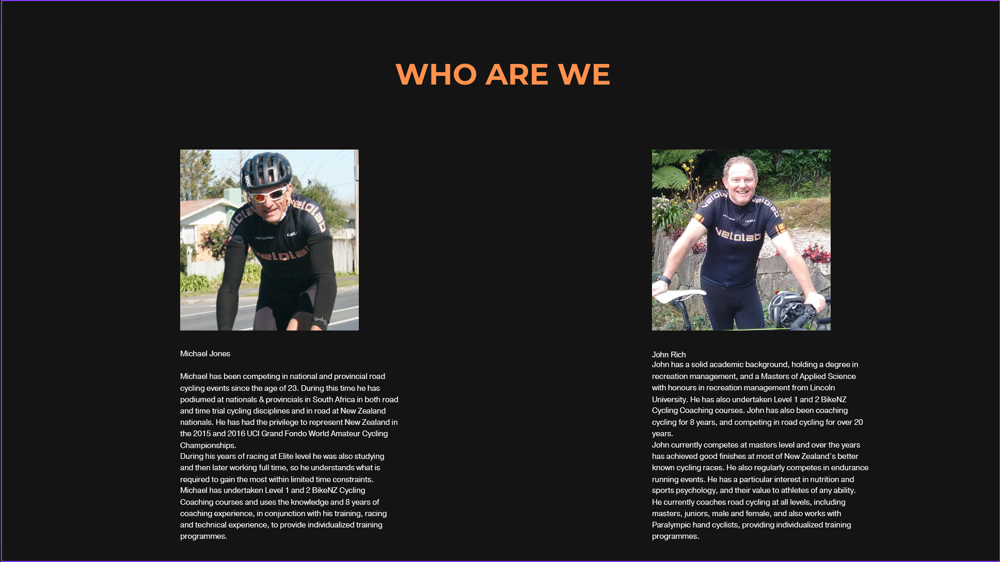 WHO ARE WE
POC
velolab
velolab
velolab
velolab
velolab
velolab
Michael Jones
Michael has been competing in national and provincial road
cycling events since the age of 23. During this time he has
podiumed at nationals & provincials in South Africa in both road
and time trial cycling disciplines and in road at New Zealand
nationals. He has had the privilege to represent New Zealand in
the 2015 and 2016 UCI Grand Fondo World Amateur Cycling
Championships.
During his years of racing at Elite level he was also studying
and then later working full time, so he understands what is
required to gain the most within limited time constraints.
Michael has undertaken Level 1 and 2 BikeNZ Cycling
Coaching courses and uses the knowledge and 8 years of
coaching experience, in conjunction with his training, racing
and technical experience, to provide individualized training
programmes.
John Rich
John has a solid academic background, holding a degree in
recreation management, and a Masters of Applied Science
with honours in recreation management from Lincoln
University. He has also undertaken Level 1 and 2 BikeNZ
Cycling Coaching courses. John has also been coaching
cycling for 8 years, and competing in road cycling for over 20
years.
John currently competes at masters level and over the years
has achieved good finishes at most of New Zealand's better
known cycling races. He also regularly competes in endurance
running events. He has a particular interest in nutrition and
sports psychology, and their value to athletes of any ability.
He currently coaches road cycling at all levels, including
masters, juniors, male and female, and also works with
Paralympic hand cyclists, providing individualized training
programmes.